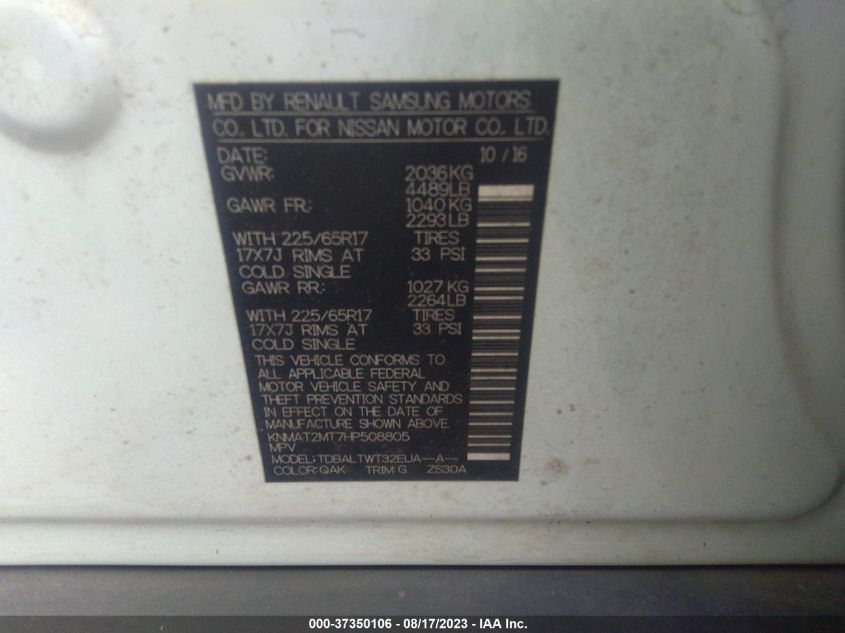 MFD BY RENAULT SAMSUNG MOTORS
CO., LTD. FOR NISSAN MOTOR CO., LTD.
DATE: 10 / 16
GVWR: 2036KG
4489LB
GAWR FR: 1040KG
2293LB
WITH 225/65R17 TIRES
17X7J RIMS AT 33 PSI
COLD SINGLE
GAWR RR: 1027KG
2264LB
WITH 225/65R17 TIRES
17X7J RIMS AT 33 PSI
COLD SINGLE
THIS VEHICLE CONFORMS TO
ALL APPLICABLE FEDERAL
MOTOR VEHICLE SAFETY AND
THEFT PREVENTION STANDARDS
IN EFFECT ON THE DATE OF
MANUFACTURE SHOWN ABOVE.
KNMAT2MT7HP508805
MPV
MODEL: TDBALTWT32EUA--A--
COLOR: QAK TRIM: G ZS30A
000-37350106 - 08/17/2023 - IAA Inc.